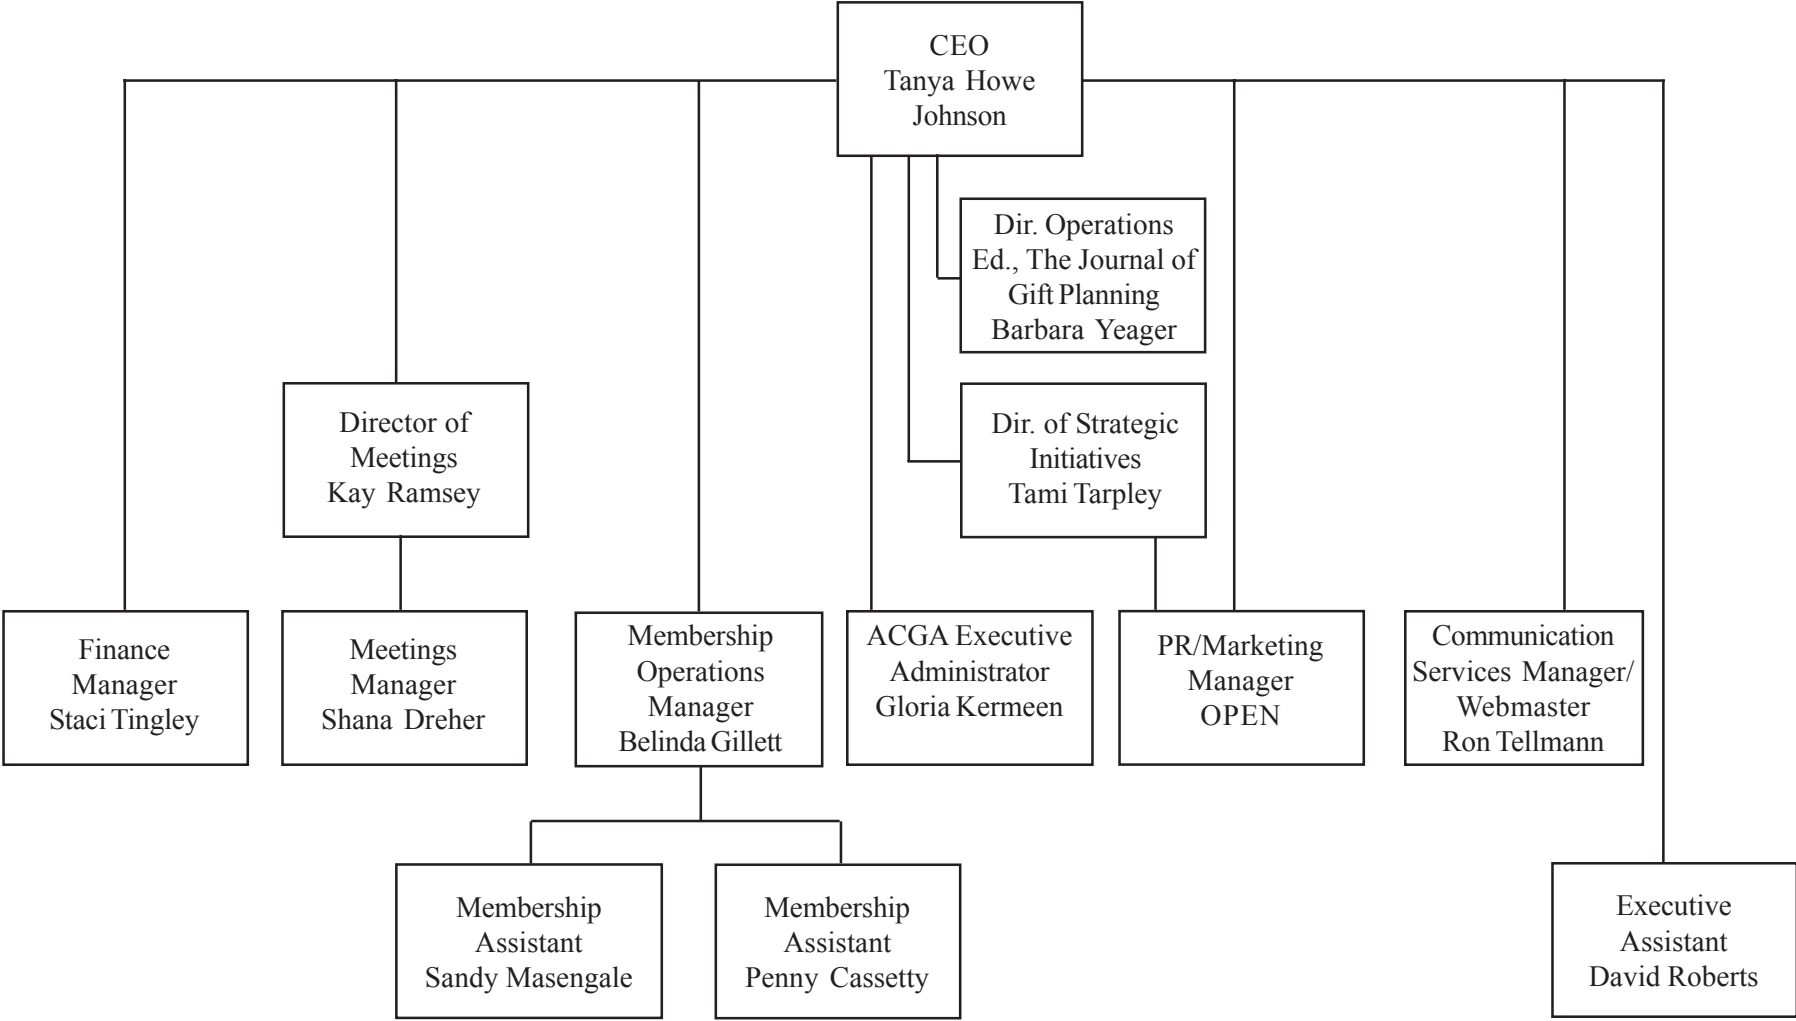 CEO
Tanya Howe
Johnson
Dir. Operations
Ed., The Journal of
Gift Planning
Barbara Yeager
Director of
Meetings
Kay Ramsey
Dir. of Strategic
Initiatives
Tami Tarpley
Finance
Manager
Staci Tingley
Meetings
Manager
Shana Dreher
Membership
Operations
Manager
Belinda Gillett
ACGA Executive
Administrator
Gloria Kermeen
PR/Marketing
Manager
OPEN
Communication
Services Manager/
Webmaster
Ron Tellmann
Membership
Assistant
Sandy Masengale
Membership
Assistant
Penny Cassetty
Executive
Assistant
David Roberts